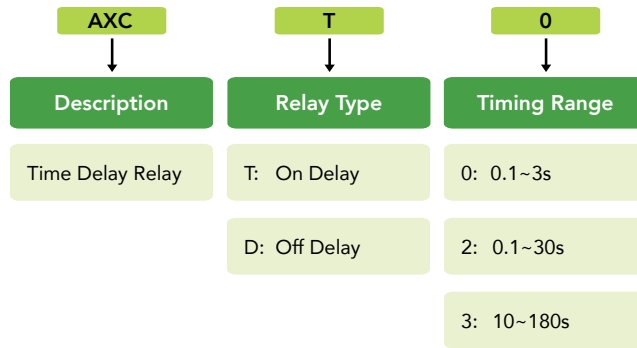 AXC
T
0
Description
Relay Type
Timing Range
Time Delay Relay
T: On Delay
0: 0.1~3s
D: Off Delay
2: 0.1~30s
3: 10~180s